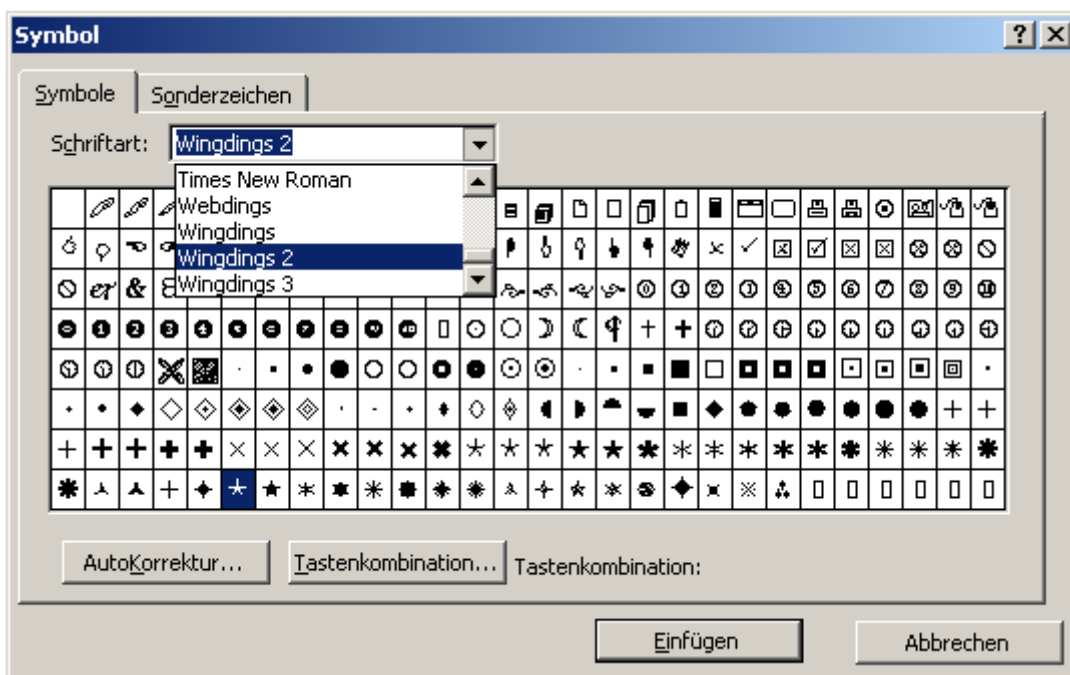 Symbol
Symbole Sonderzeichen
Schriftart: Wingdings 2
Times New Roman
Webdings
Wingdings
Wingdings 2
Wingdings 3
er &
AutoKorrektur... Tastenkombination... Tastenkombination:
Einfügen Abbrechen